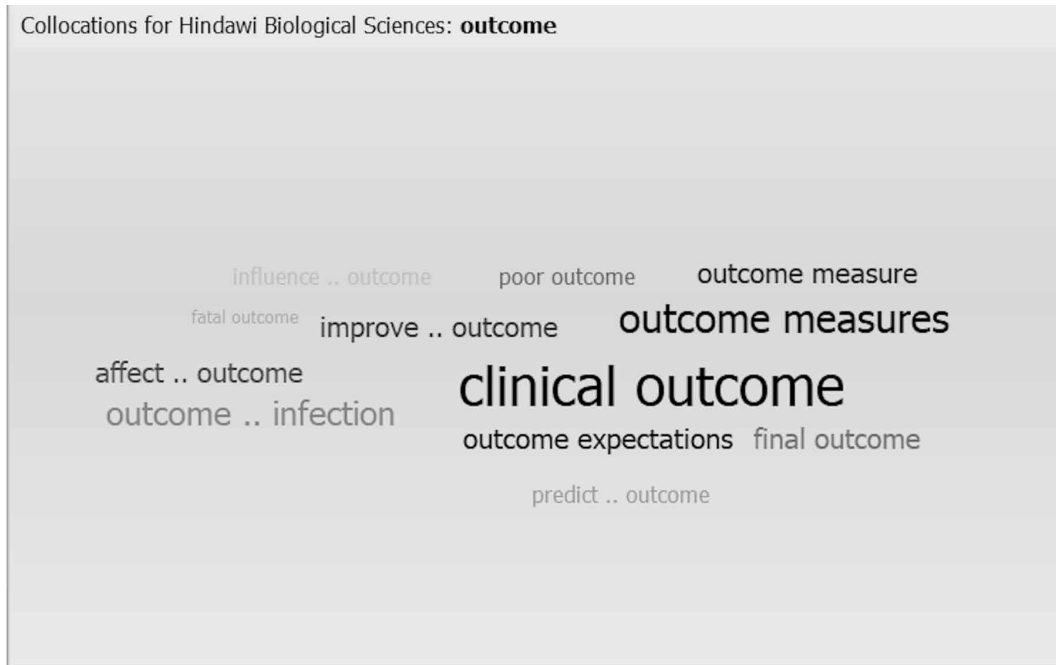 Collocations for Hindawi Biological Sciences: outcome
influence .. outcome
poor outcome
outcome measure
fatal outcome
improve .. outcome
outcome measures
affect .. outcome
clinical outcome
outcome .. infection
outcome expectations
final outcome
predict .. outcome